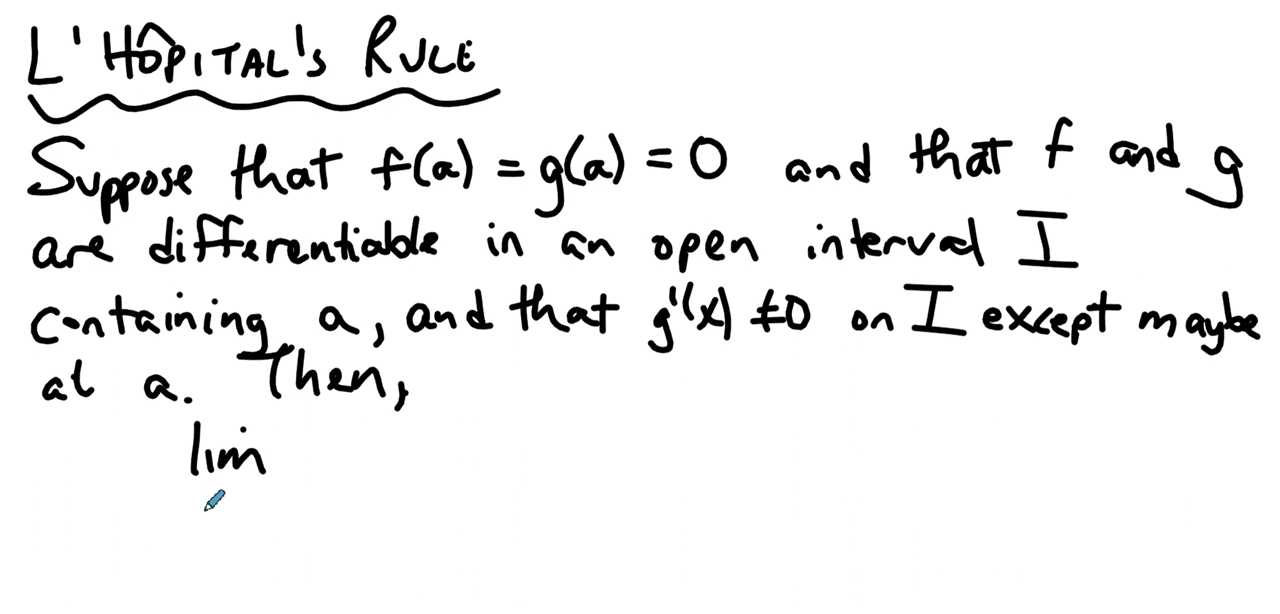 L'HÔPITAL'S RULE
Suppose that f(a) = g(a) = 0 and that f and g
are differentiable in an open interval I
containing a, and that g'(x) ≠ 0 on I except maybe
at a. Then,
lim